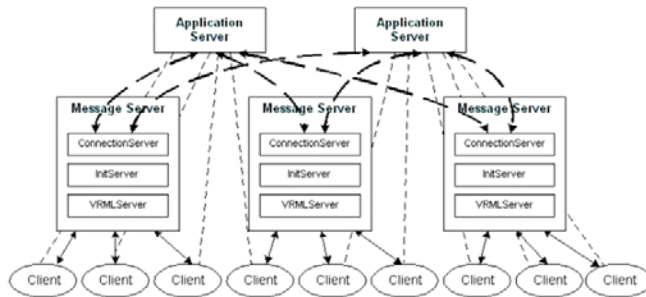 Application
Server
Application
Server
Message Server
ConnectionServer
InitServer
VRMLServer
Message Server
ConnectionServer
InitServer
VRMLServer
Message Server
ConnectionServer
InitServer
VRMLServer
Client
Client
Client
Client
Client
Client
Client
Client
Client